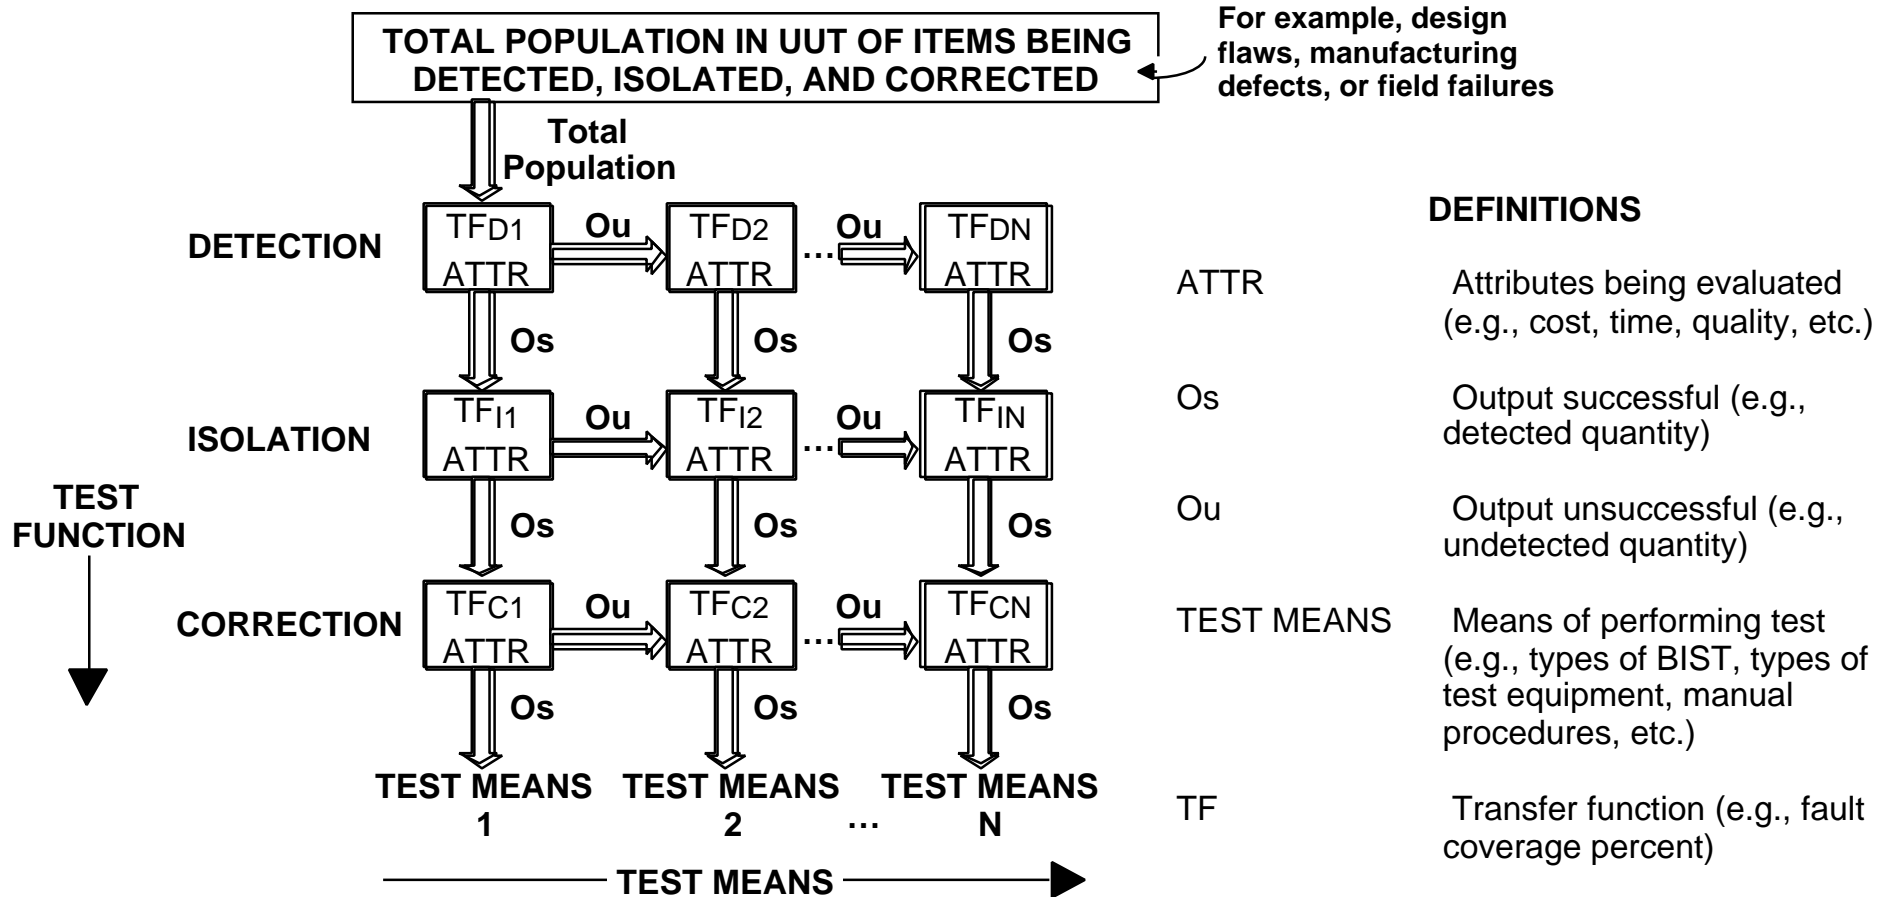 TOTAL POPULATION IN UUT OF ITEMS BEING
DETECTED, ISOLATED, AND CORRECTED
For example, design
flaws, manufacturing
defects, or field failures
Total
Population
DETECTION
TFD1
ATTR
Ou
TFD2
ATTR
...
Ou
TFDN
ATTR
Os
Os
Os
ISOLATION
TFI1
ATTR
Ou
TFI2
ATTR
...
Ou
TFIN
ATTR
Os
Os
Os
TEST
FUNCTION
CORRECTION
TFC1
ATTR
Ou
TFC2
ATTR
...
Ou
TFCN
ATTR
Os
Os
Os
TEST MEANS
1
TEST MEANS
2
...
TEST MEANS
N
TEST MEANS
DEFINITIONS
ATTR Attributes being evaluated
(e.g., cost, time, quality, etc.)
Os Output successful (e.g.,
detected quantity)
Ou Output unsuccessful (e.g.,
undetected quantity)
TEST MEANS Means of performing test
(e.g., types of BIST, types of
test equipment, manual
procedures, etc.)
TF Transfer function (e.g., fault
coverage percent)